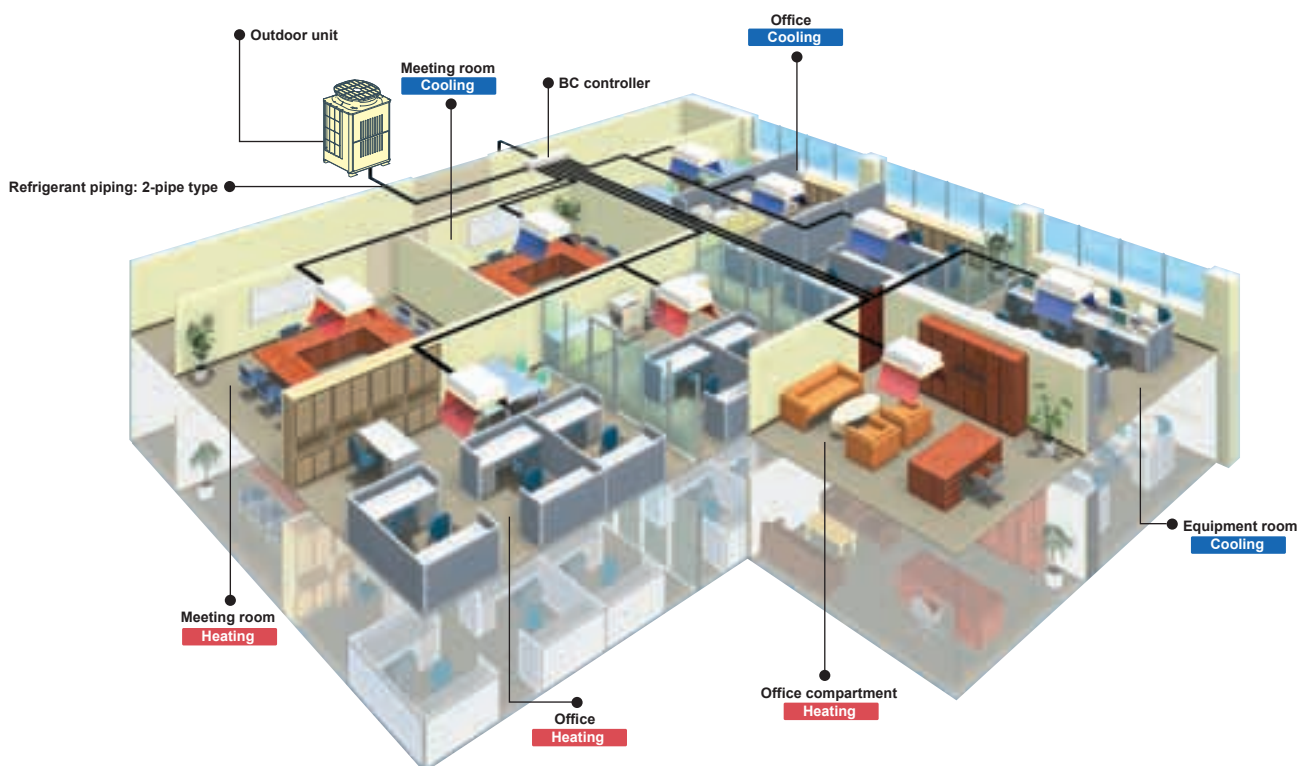 Office
Cooling
Outdoor unit
Meeting room
Cooling
BC controller
Refrigerant piping: 2-pipe type
Equipment room
Cooling
Meeting room
Heating
Office compartment
Heating
Office
Heating